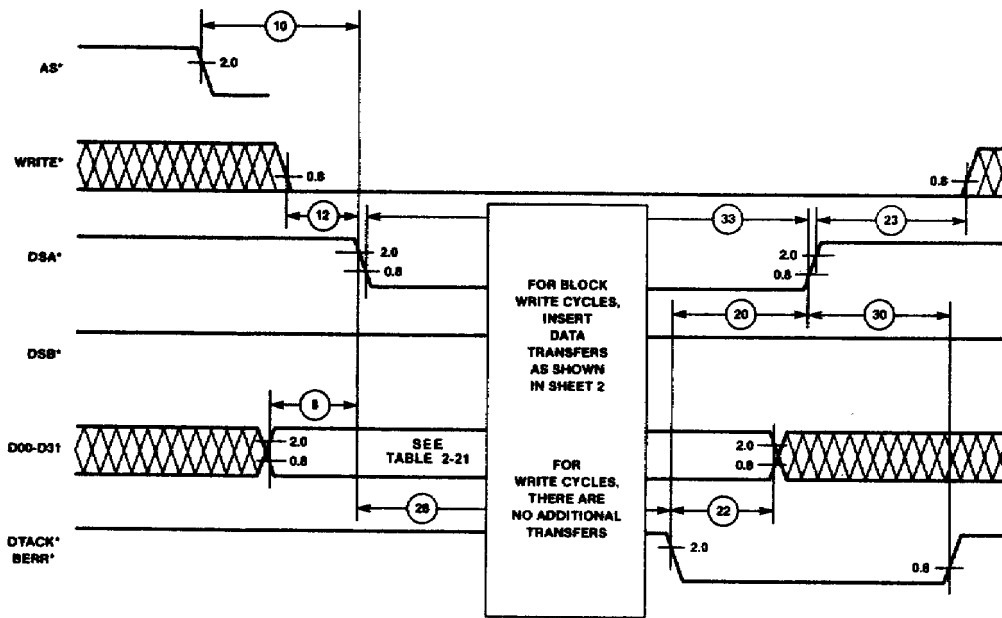 10
AS*
2.0
WRITE*
0.8
0.8
12
33
23
DSA*
2.0
0.8
2.0
0.8
FOR BLOCK
WRITE CYCLES,
INSERT
DATA
TRANSFERS
AS SHOWN
IN SHEET 2
20
30
DSB*
8
D00-D31
2.0
0.8
SEE
TABLE 2-21
2.0
0.8
FOR
WRITE CYCLES,
THERE ARE
NO ADDITIONAL
TRANSFERS
28
22
DTACK*
BERR*
2.0
0.8